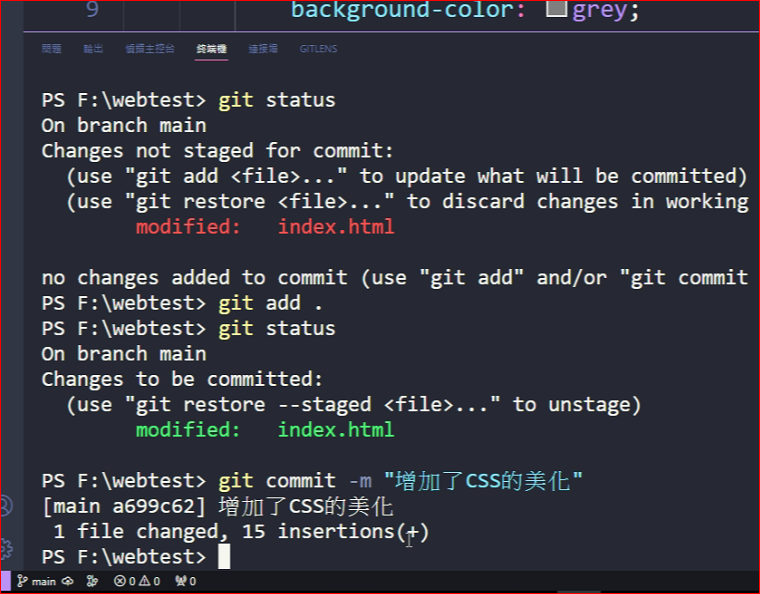 9 background-color: grey;
問題 輸出 偵錯主控台 終端機 連接埠 GITLENS
PS F:\webtest> git status
On branch main
Changes not staged for commit:
(use "git add <file>..." to update what will be committed)
(use "git restore <file>..." to discard changes in working
modified: index.html
no changes added to commit (use "git add" and/or "git commit
PS F:\webtest> git add .
PS F:\webtest> git status
On branch main
Changes to be committed:
(use "git restore --staged <file>..." to unstage)
modified: index.html
PS F:\webtest> git commit -m "增加了CSS的美化"
[main a699c62] 增加了CSS的美化
1 file changed, 15 insertions(+)
PS F:\webtest>
main 0 0 0